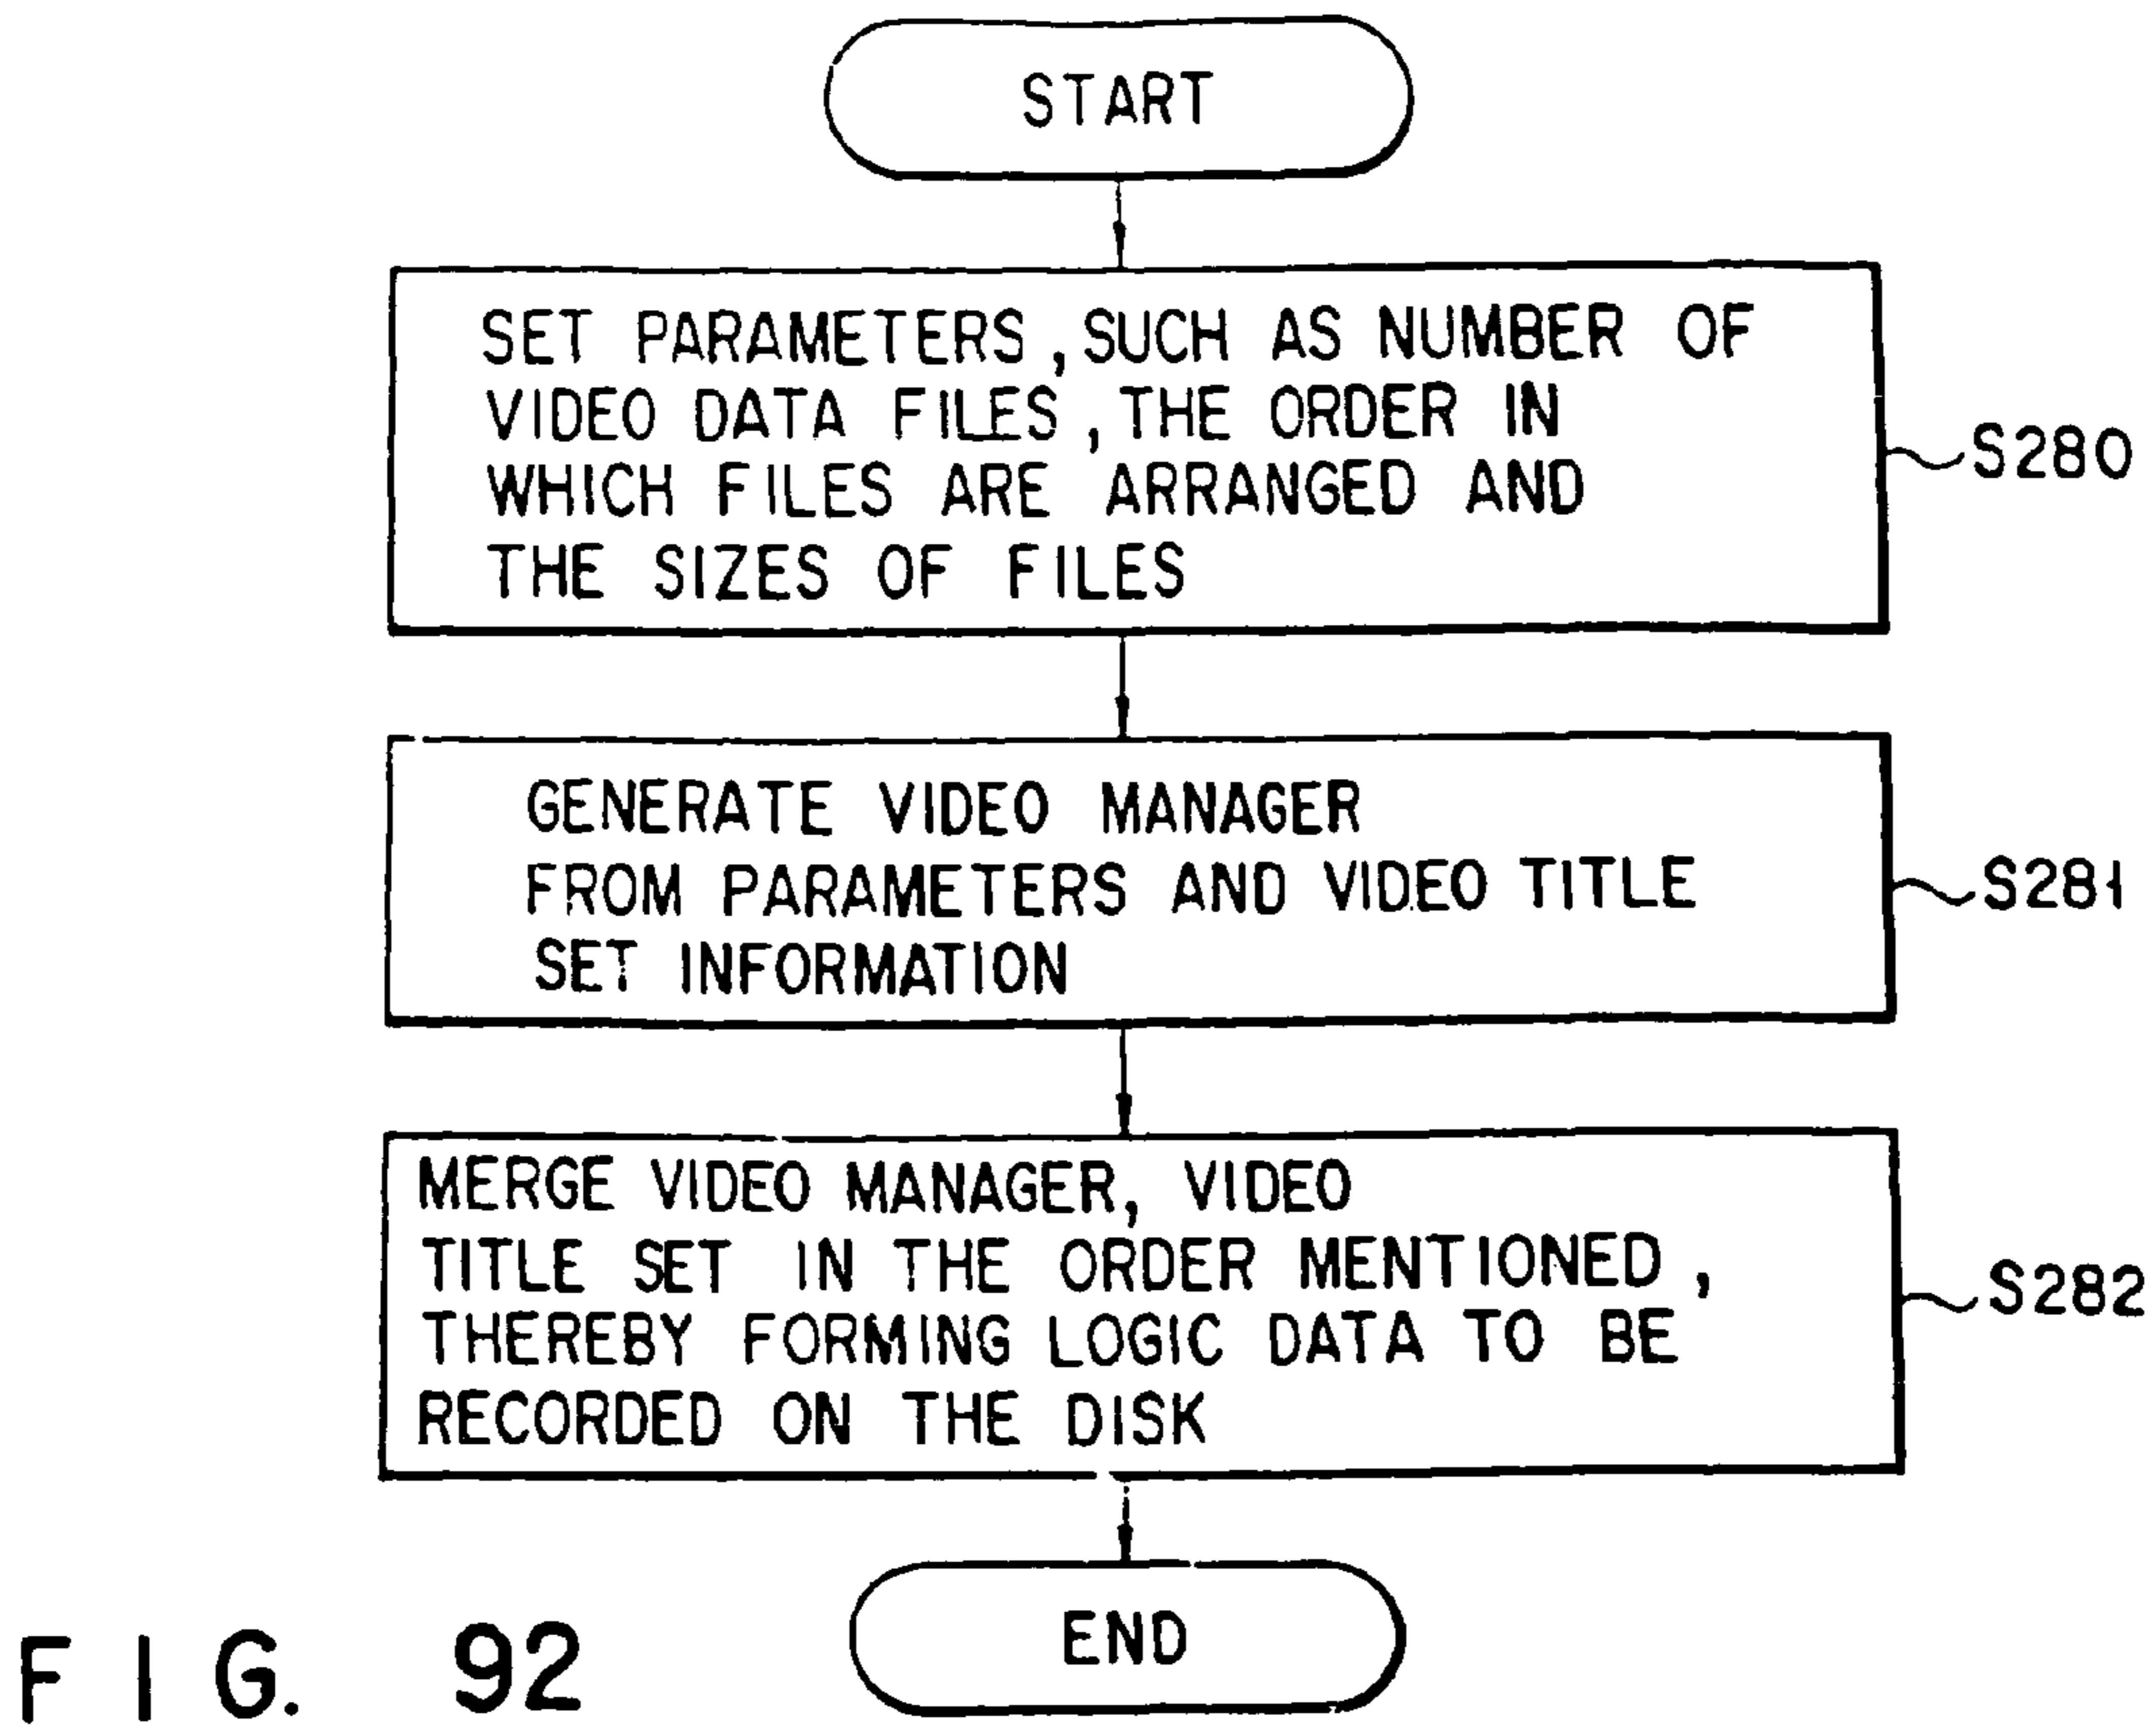 START
SET PARAMETERS, SUCH AS NUMBER OF
VIDEO DATA FILES, THE ORDER IN
WHICH FILES ARE ARRANGED AND
THE SIZES OF FILES
S280
GENERATE VIDEO MANAGER
FROM PARAMETERS AND VIDEO TITLE
SET INFORMATION
S281
MERGE VIDEO MANAGER, VIDEO
TITLE SET IN THE ORDER MENTIONED,
THEREBY FORMING LOGIC DATA TO BE
RECORDED ON THE DISK
S282
END
FIG. 92